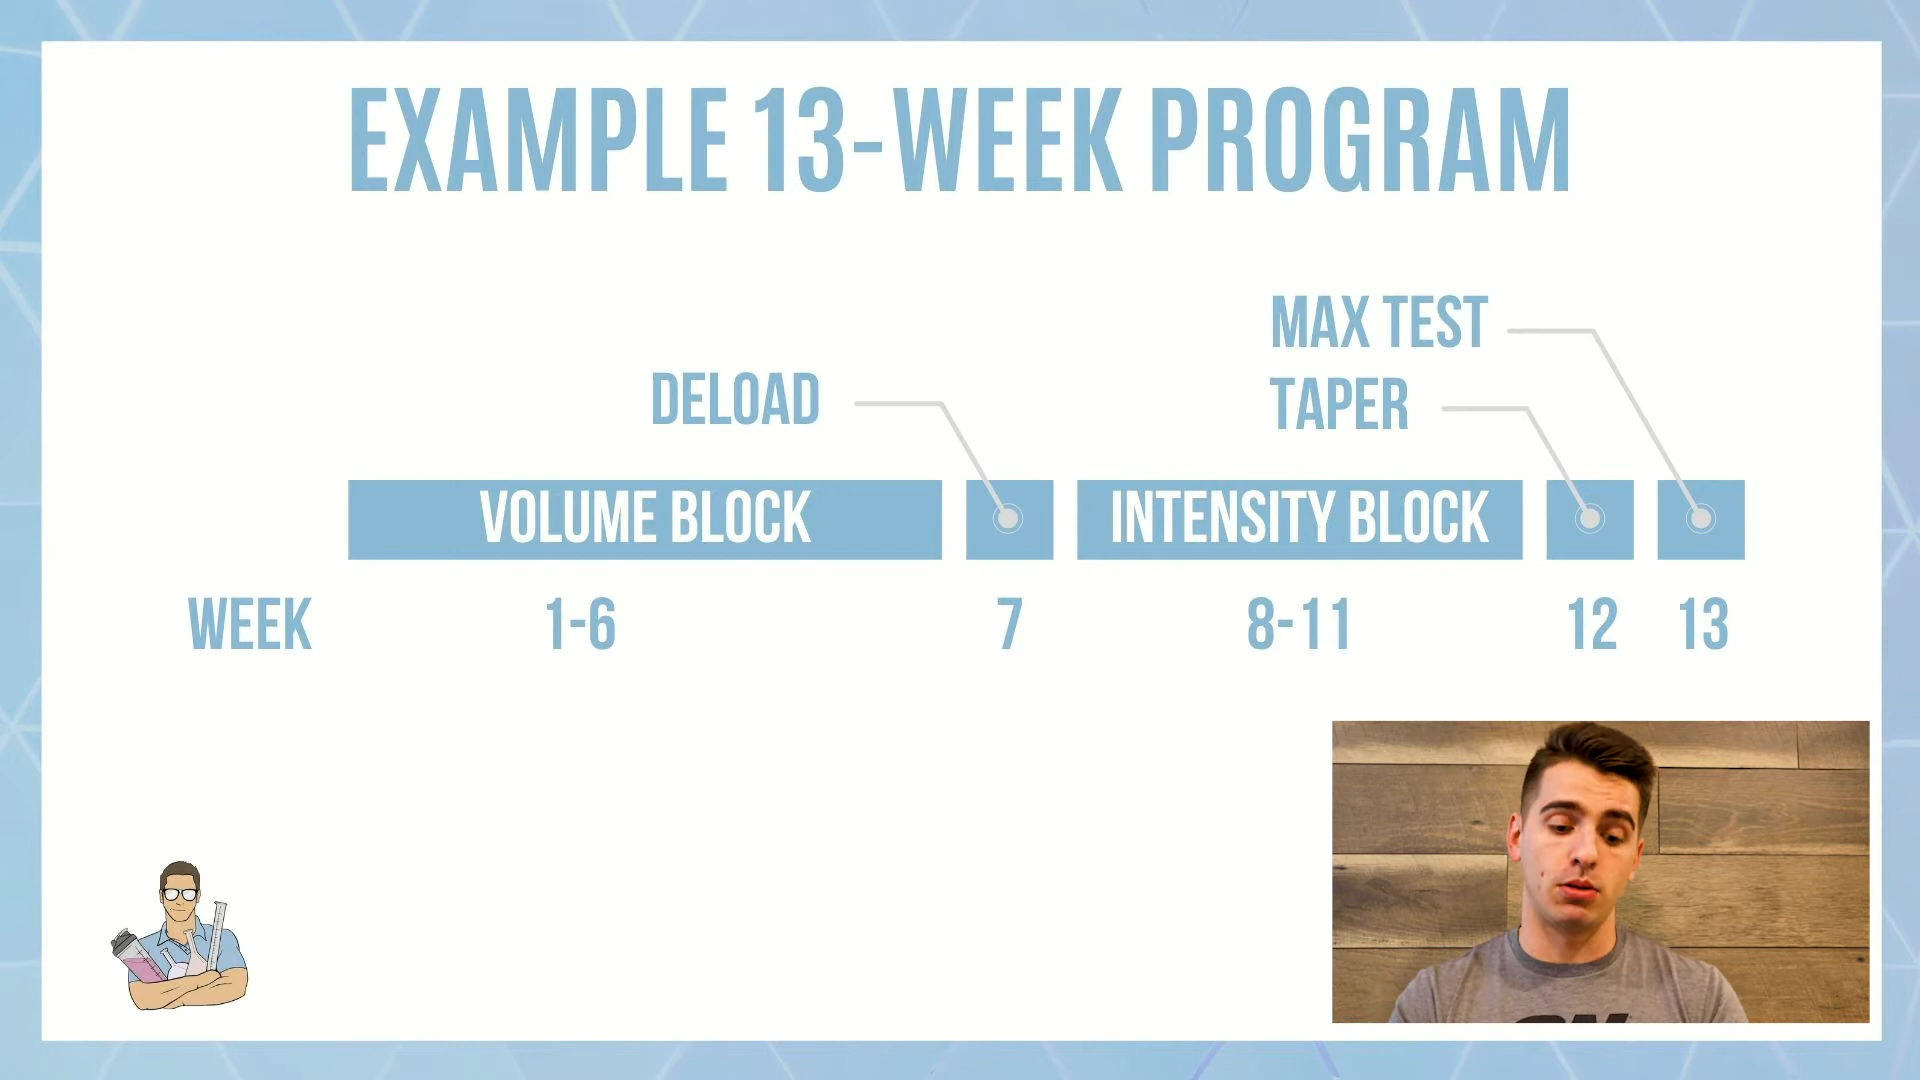 EXAMPLE 13-WEEK PROGRAM
MAX TEST
DELOAD
TAPER
VOLUME BLOCK
INTENSITY BLOCK
WEEK 1-6 7 8-11 12 13